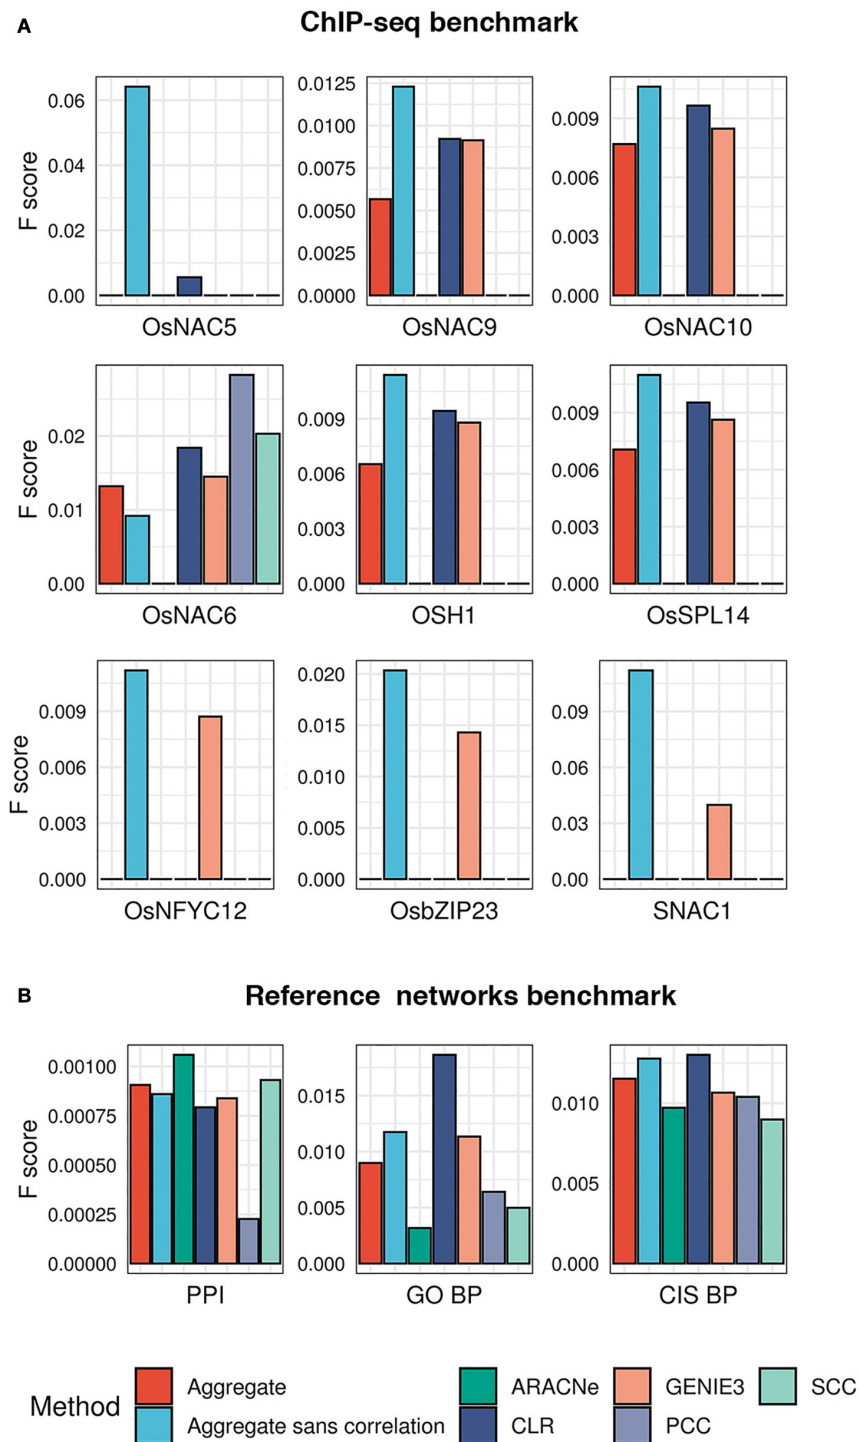 A
ChIP-seq benchmark
F score
0.06
0.04
0.02
0.00
OsNAC5
0.0125
0.0100
0.0075
0.0050
0.0025
0.0000
OsNAC9
0.009
0.006
0.003
0.000
OsNAC10
F score
0.02
0.01
0.00
OsNAC6
0.009
0.006
0.003
0.000
OSH1
0.009
0.006
0.003
0.000
OsSPL14
F score
0.009
0.006
0.003
0.000
OsNFYC12
0.020
0.015
0.010
0.005
0.000
OsbZIP23
0.09
0.06
0.03
0.00
SNAC1
B
Reference networks benchmark
F score
0.00100
0.00075
0.00050
0.00025
0.00000
PPI
0.015
0.010
0.005
0.000
GO BP
0.010
0.005
0.000
CIS BP
Method
Aggregate
Aggregate sans correlation
ARACNe
CLR
GENIE3
PCC
SCC